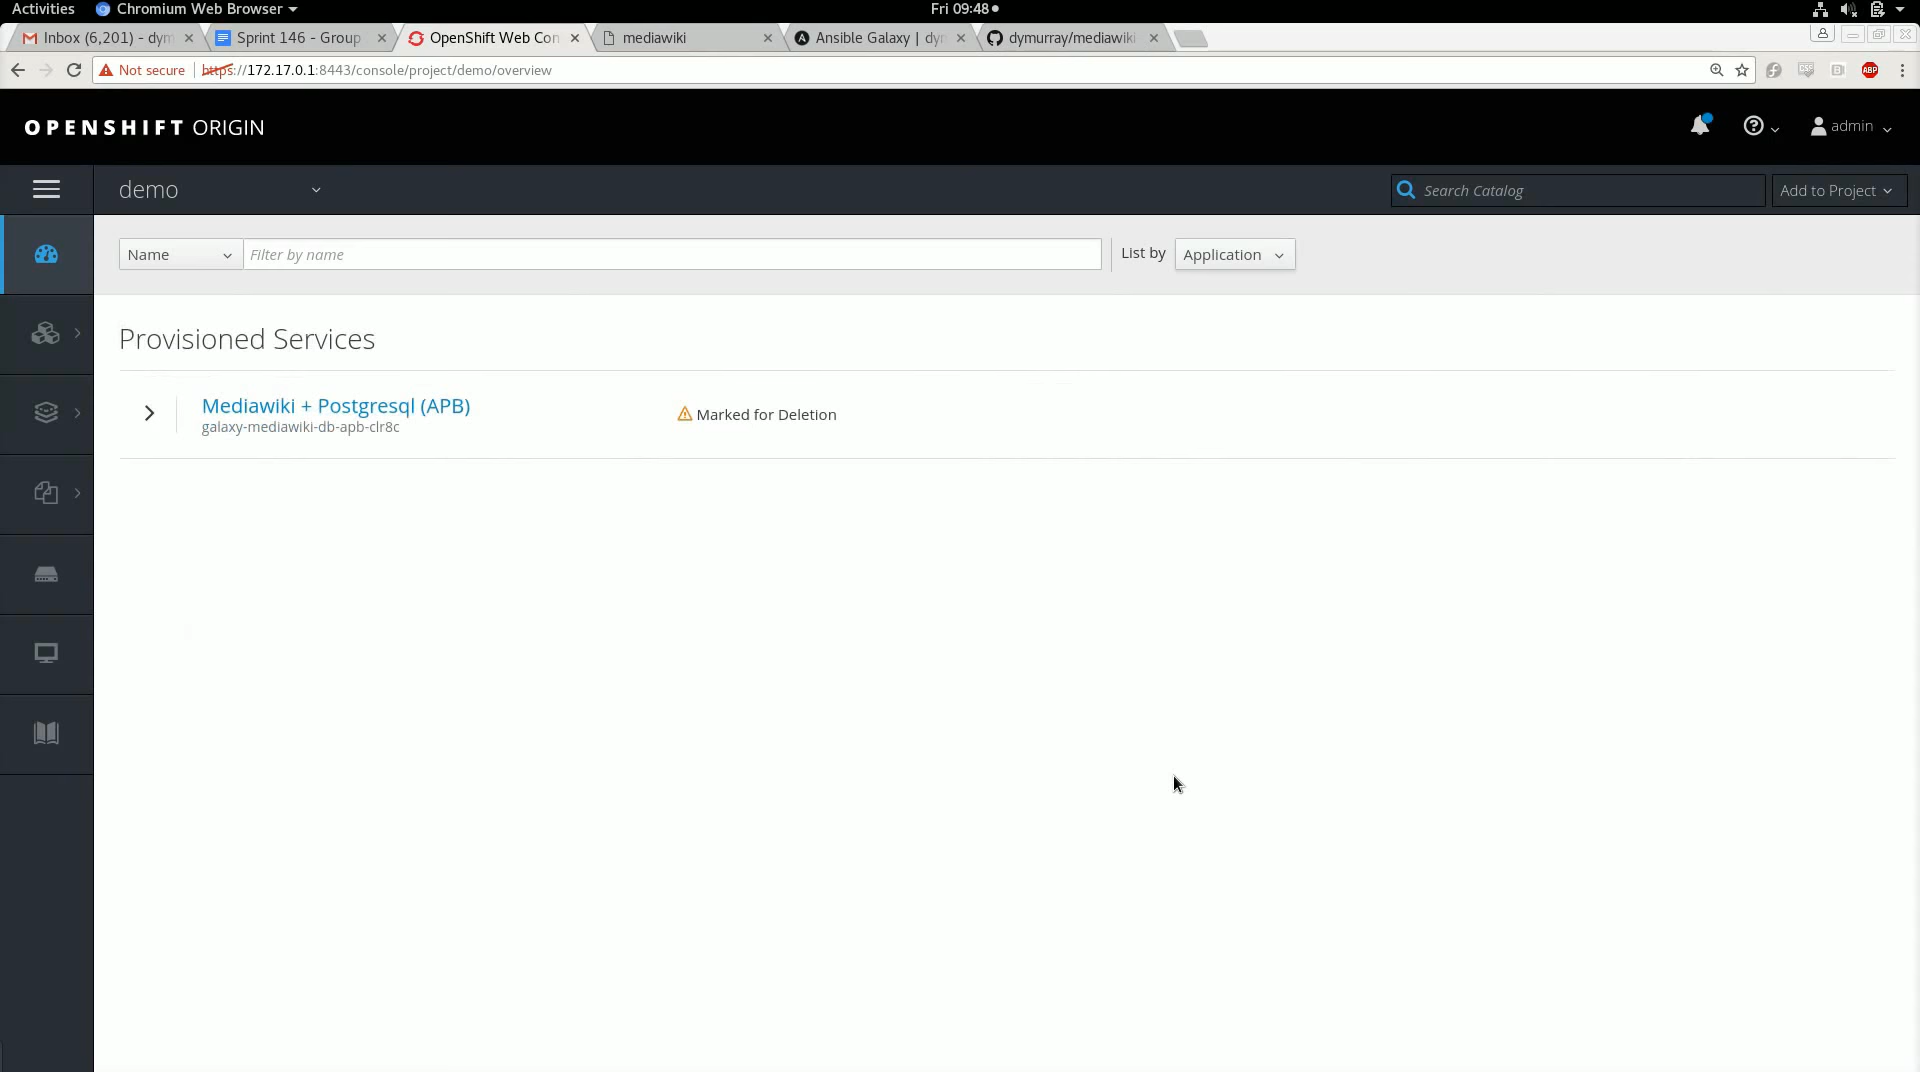 Activities Chromium Web Browser Fri 09:48
Inbox (6,201) - dym Sprint 146 - Group OpenShift Web Con mediawiki Ansible Galaxy | dyn dymurray/mediawiki
Not secure https://172.17.0.1:8443/console/project/demo/overview ABP
OPENSHIFT ORIGIN admin
demo Search Catalog Add to Project
Name Filter by name List by Application
Provisioned Services
Mediawiki + Postgresql (APB)
galaxy-mediawiki-db-apb-clr8c
Marked for Deletion